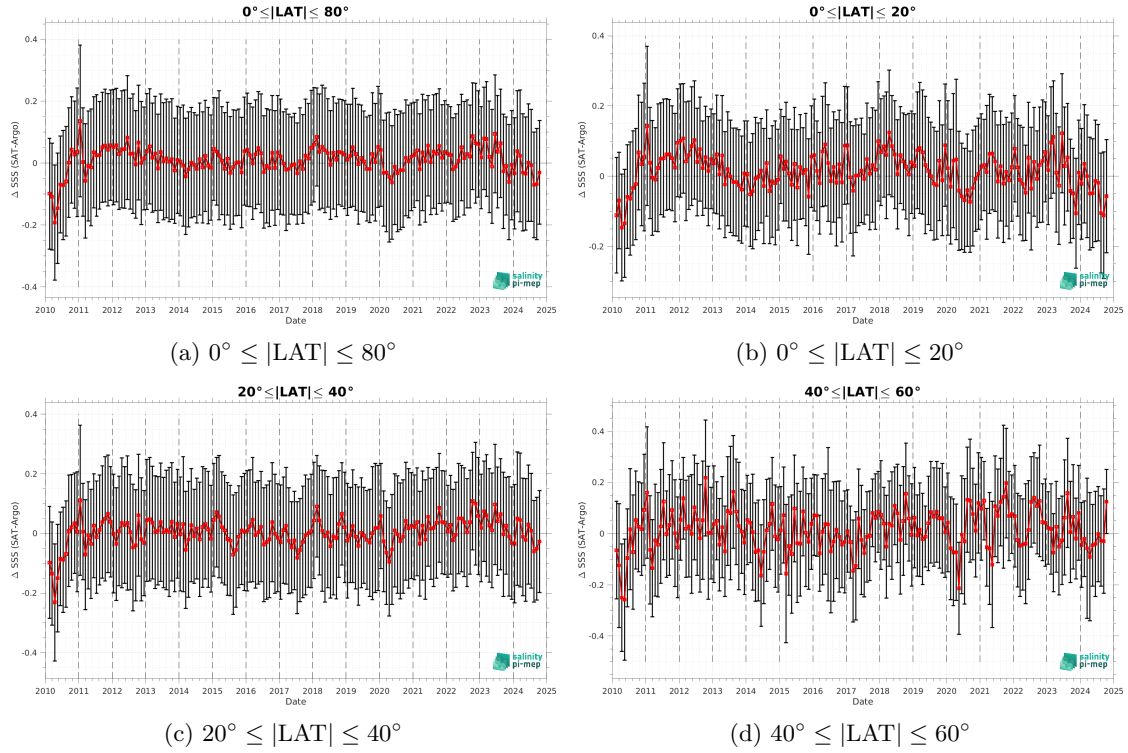 0°≤|LAT|≤ 80°
Δ SSS (SAT-Argo)
0.4
0.2
0
-0.2
-0.4
2010 2011 2012 2013 2014 2015 2016 2017 2018 2019 2020 2021 2022 2023 2024 2025
Date
salinity
pi-mep
(a) 0° ≤ |LAT| ≤ 80°
0°≤|LAT|≤ 20°
Δ SSS (SAT-Argo)
0.4
0.2
0
-0.2
2010 2011 2012 2013 2014 2015 2016 2017 2018 2019 2020 2021 2022 2023 2024 2025
Date
salinity
pi-mep
(b) 0° ≤ |LAT| ≤ 20°
20°≤|LAT|≤ 40°
Δ SSS (SAT-Argo)
0.4
0.2
0
-0.2
-0.4
2010 2011 2012 2013 2014 2015 2016 2017 2018 2019 2020 2021 2022 2023 2024 2025
Date
salinity
pi-mep
(c) 20° ≤ |LAT| ≤ 40°
40°≤|LAT|≤ 60°
Δ SSS (SAT-Argo)
0.4
0.2
0
-0.2
-0.4
2010 2011 2012 2013 2014 2015 2016 2017 2018 2019 2020 2021 2022 2023 2024 2025
Date
salinity
pi-mep
(d) 40° ≤ |LAT| ≤ 60°